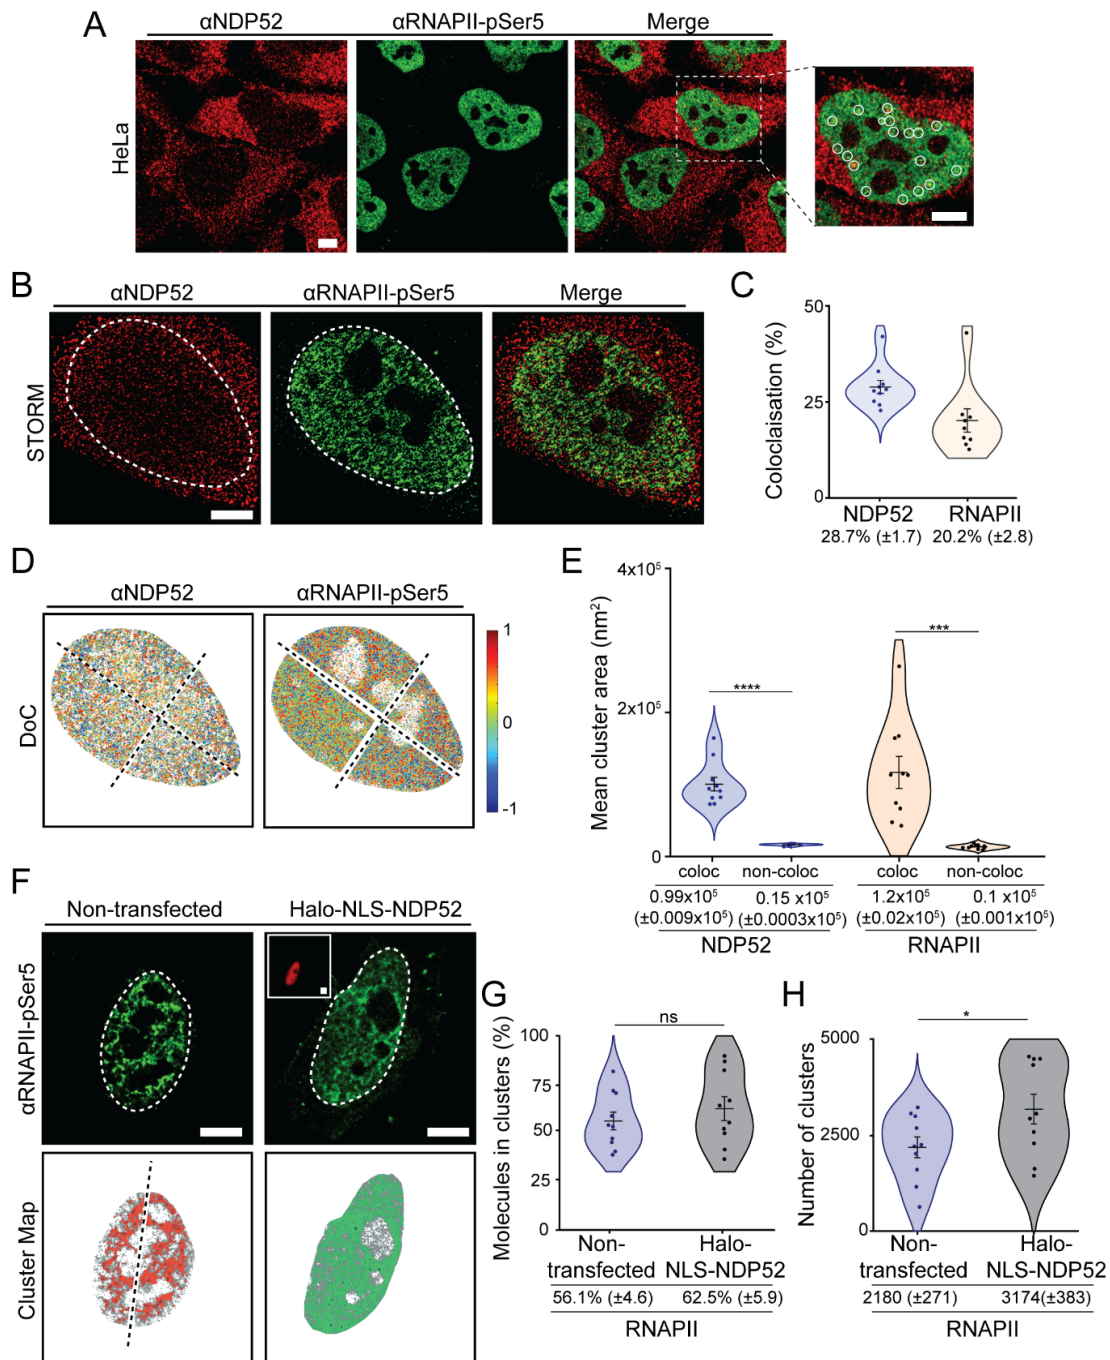 A
αNDP52 αRNAPII-pSer5 Merge
HeLa
B
αNDP52 αRNAPII-pSer5 Merge
STORM
C
50
25
0
Coloclaisation (%)
NDP52 RNAPII
28.7% (±1.7) 20.2% (±2.8)
D
αNDP52 αRNAPII-pSer5
DoC
1
0
-1
E
4x10⁵
2x10⁵
0
Mean cluster area (nm²)
**** ***
coloc non-coloc coloc non-coloc
0.99x10⁵ 0.15 x10⁵ 1.2x10⁵ 0.1 x10⁵
(±0.009x10⁵) (±0.0003x10⁵) (±0.02x10⁵) (±0.001x10⁵)
NDP52 RNAPII
F
Non-transfected Halo-NLS-NDP52
αRNAPII-pSer5
Cluster Map
G
ns
100
75
50
25
0
Molecules in clusters (%)
Non- Halo-
transfected NLS-NDP52
56.1% (±4.6) 62.5% (±5.9)
RNAPII
H
*
5000
2500
0
Number of clusters
Non- Halo-
transfected NLS-NDP52
2180 (±271) 3174(±383)
RNAPII